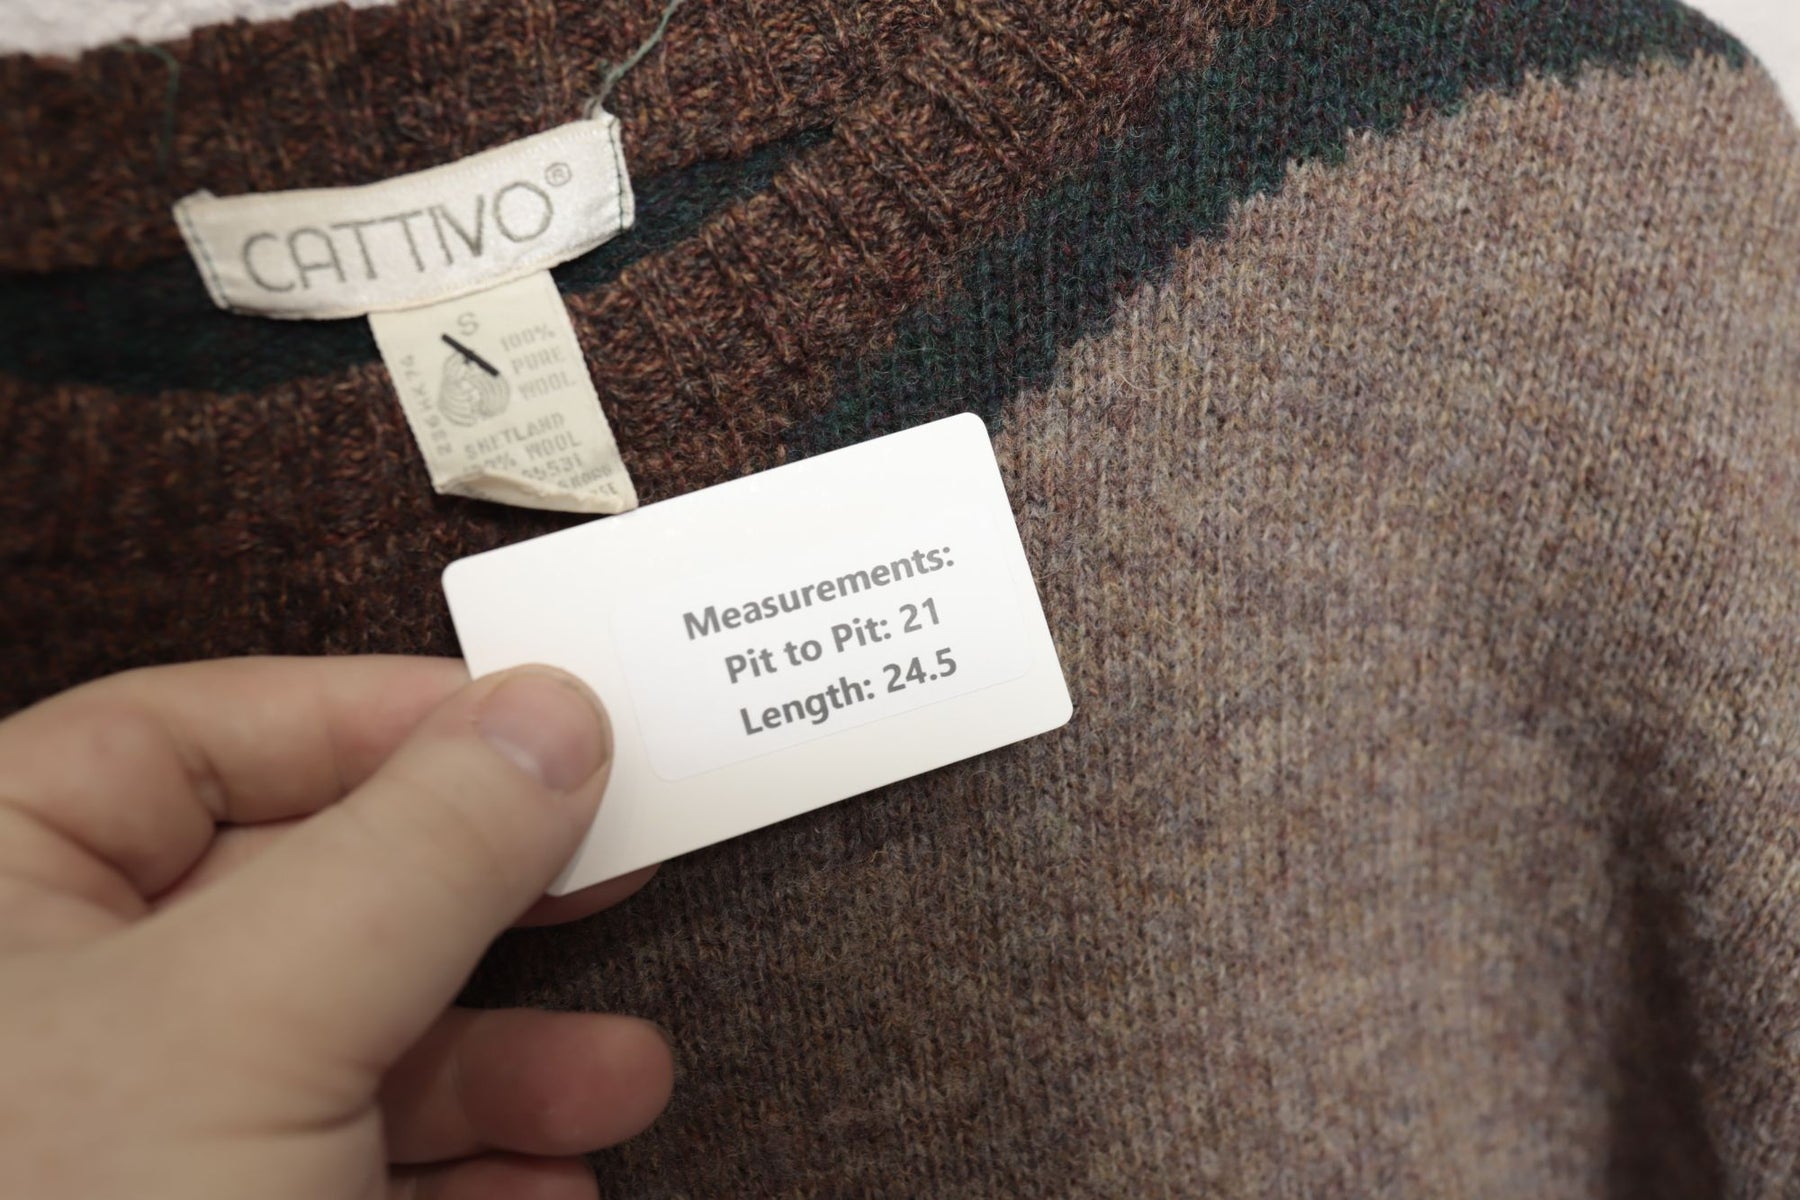 CATTIVO®
S
100%
PURE
WOOL
SHETLAND
WOOL
Measurements:
Pit to Pit: 21
Length: 24.5